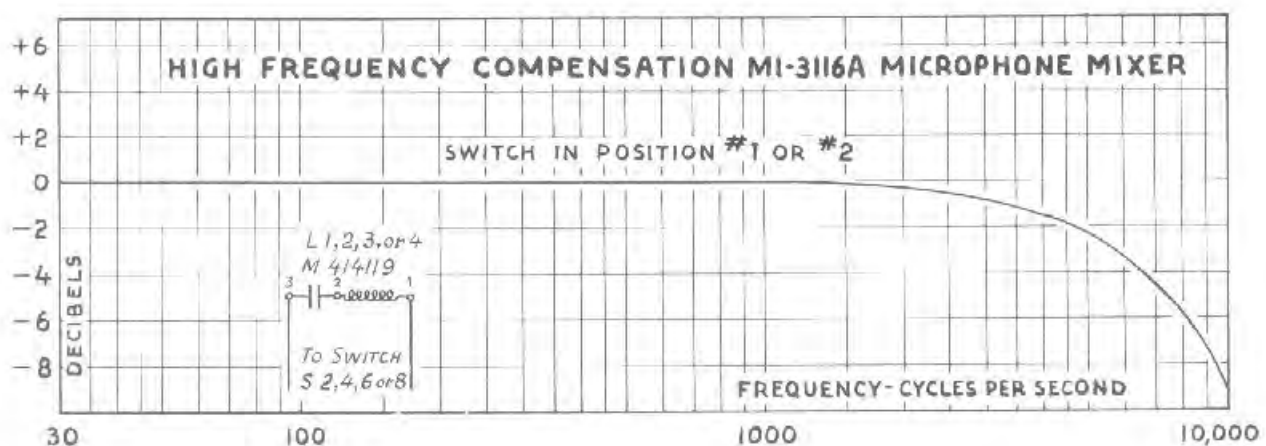 +6
HIGH FREQUENCY COMPENSATION MI-3116A MICROPHONE MIXER
+4
+2
SWITCH IN POSITION #1 OR #2
0
-2
L 1,2,3,or 4
M 414119
3 2 1
-4
-6
DECIBELS
To SWITCH
S 2,4,6 or 8
-8
FREQUENCY-CYCLES PER SECOND
30 100 1000 10,000